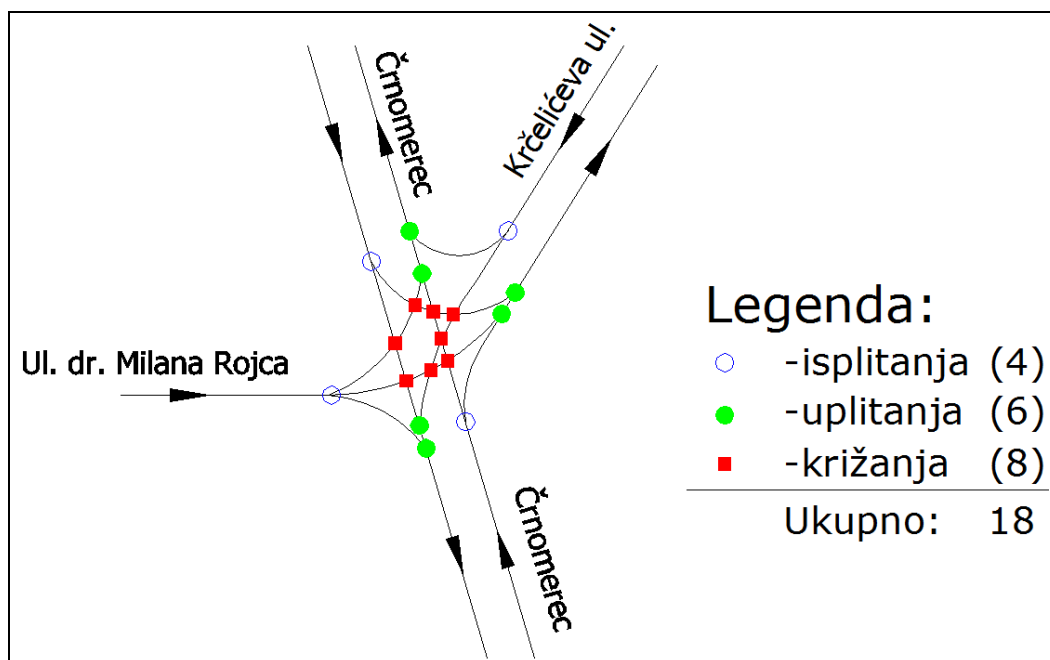 Črnomerec
Krčelićeva ul.
Ul. dr. Milana Rojca
Črnomerec
Legenda:
-isplitanja (4)
-uplitanja (6)
-križanja (8)
Ukupno: 18